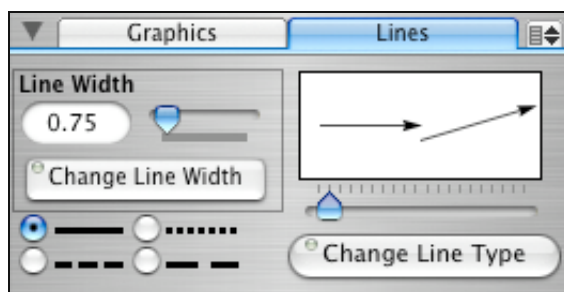 Graphics
Lines
Line Width
0.75
Change Line Width
Change Line Type